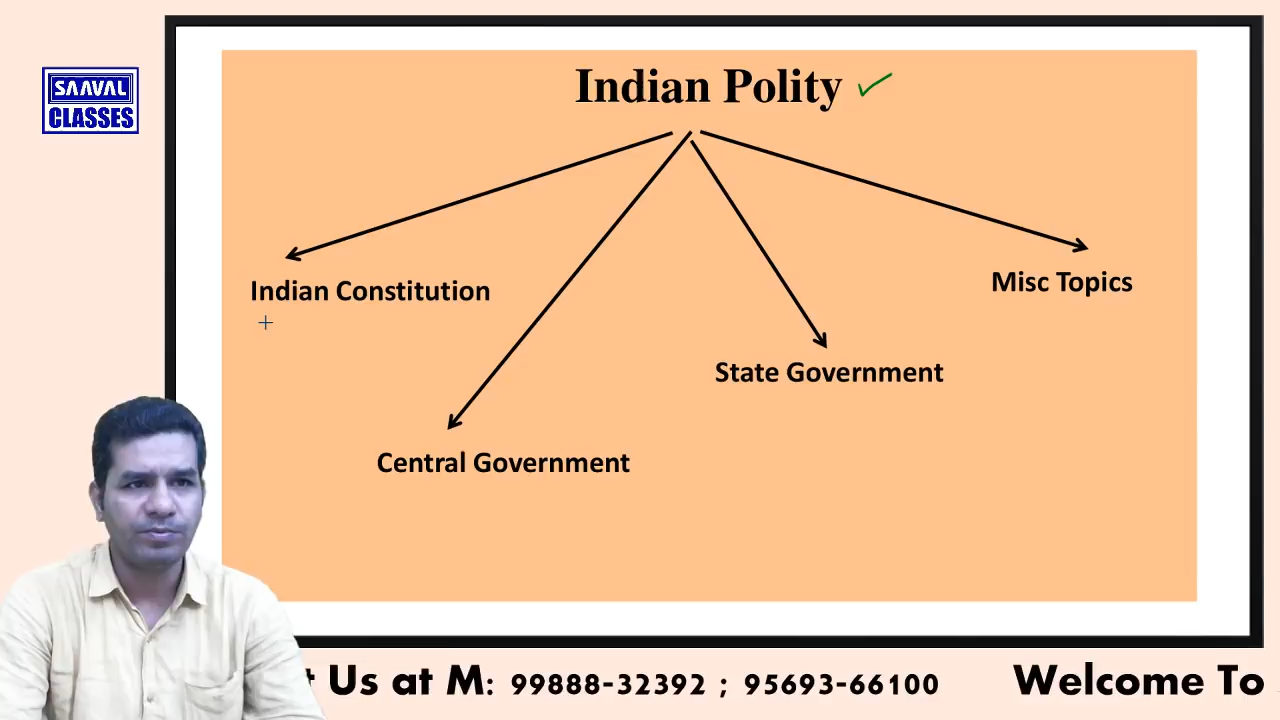 SAAVAL
CLASSES
Indian Polity
Indian Constitution
Misc Topics
State Government
Central Government
Us at M: 99888-32392 ; 95693-66100 Welcome To